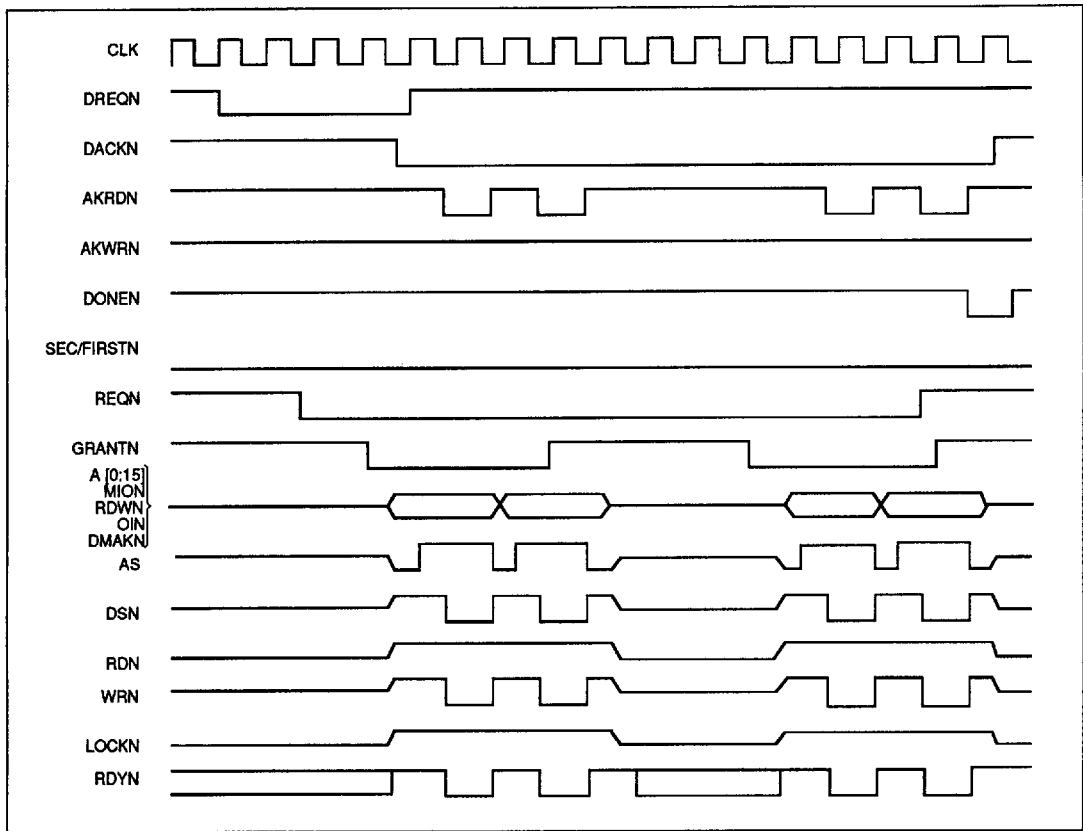 CLK
DREQN
DACKN
AKRDN
AKWRN
DONEN
SEC/FIRSTN
REQN
GRANTN
A [0:15]
MION
RDWN
OIN
DMAKN
AS
DSN
RDN
WRN
LOCKN
RDYN